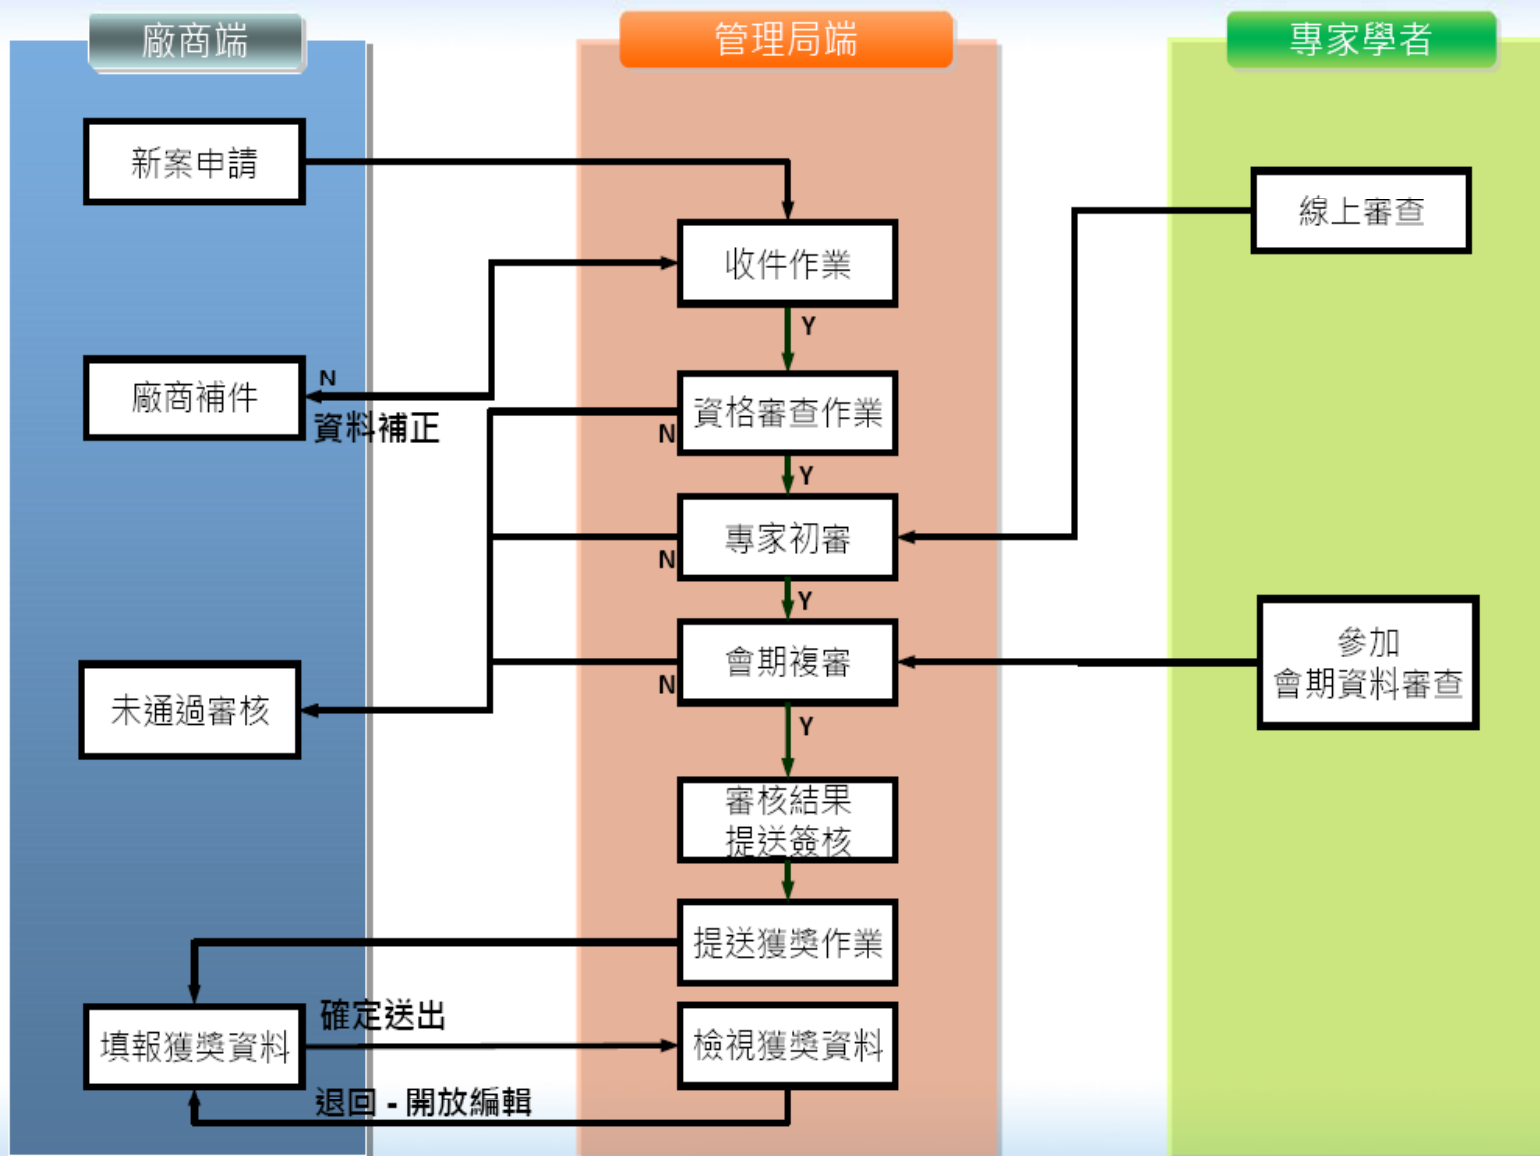 廠商端
管理局端
專家學者
新案申請
線上審查
收件作業
Y
N
廠商補件
資料補正
資格審查作業
N
Y
專家初審
N
Y
會期複審
N
參加
會期資料審查
未通過審核
Y
審核結果
提送簽核
提送獲獎作業
確定送出
填報獲獎資料
檢視獲獎資料
退回 - 開放編輯